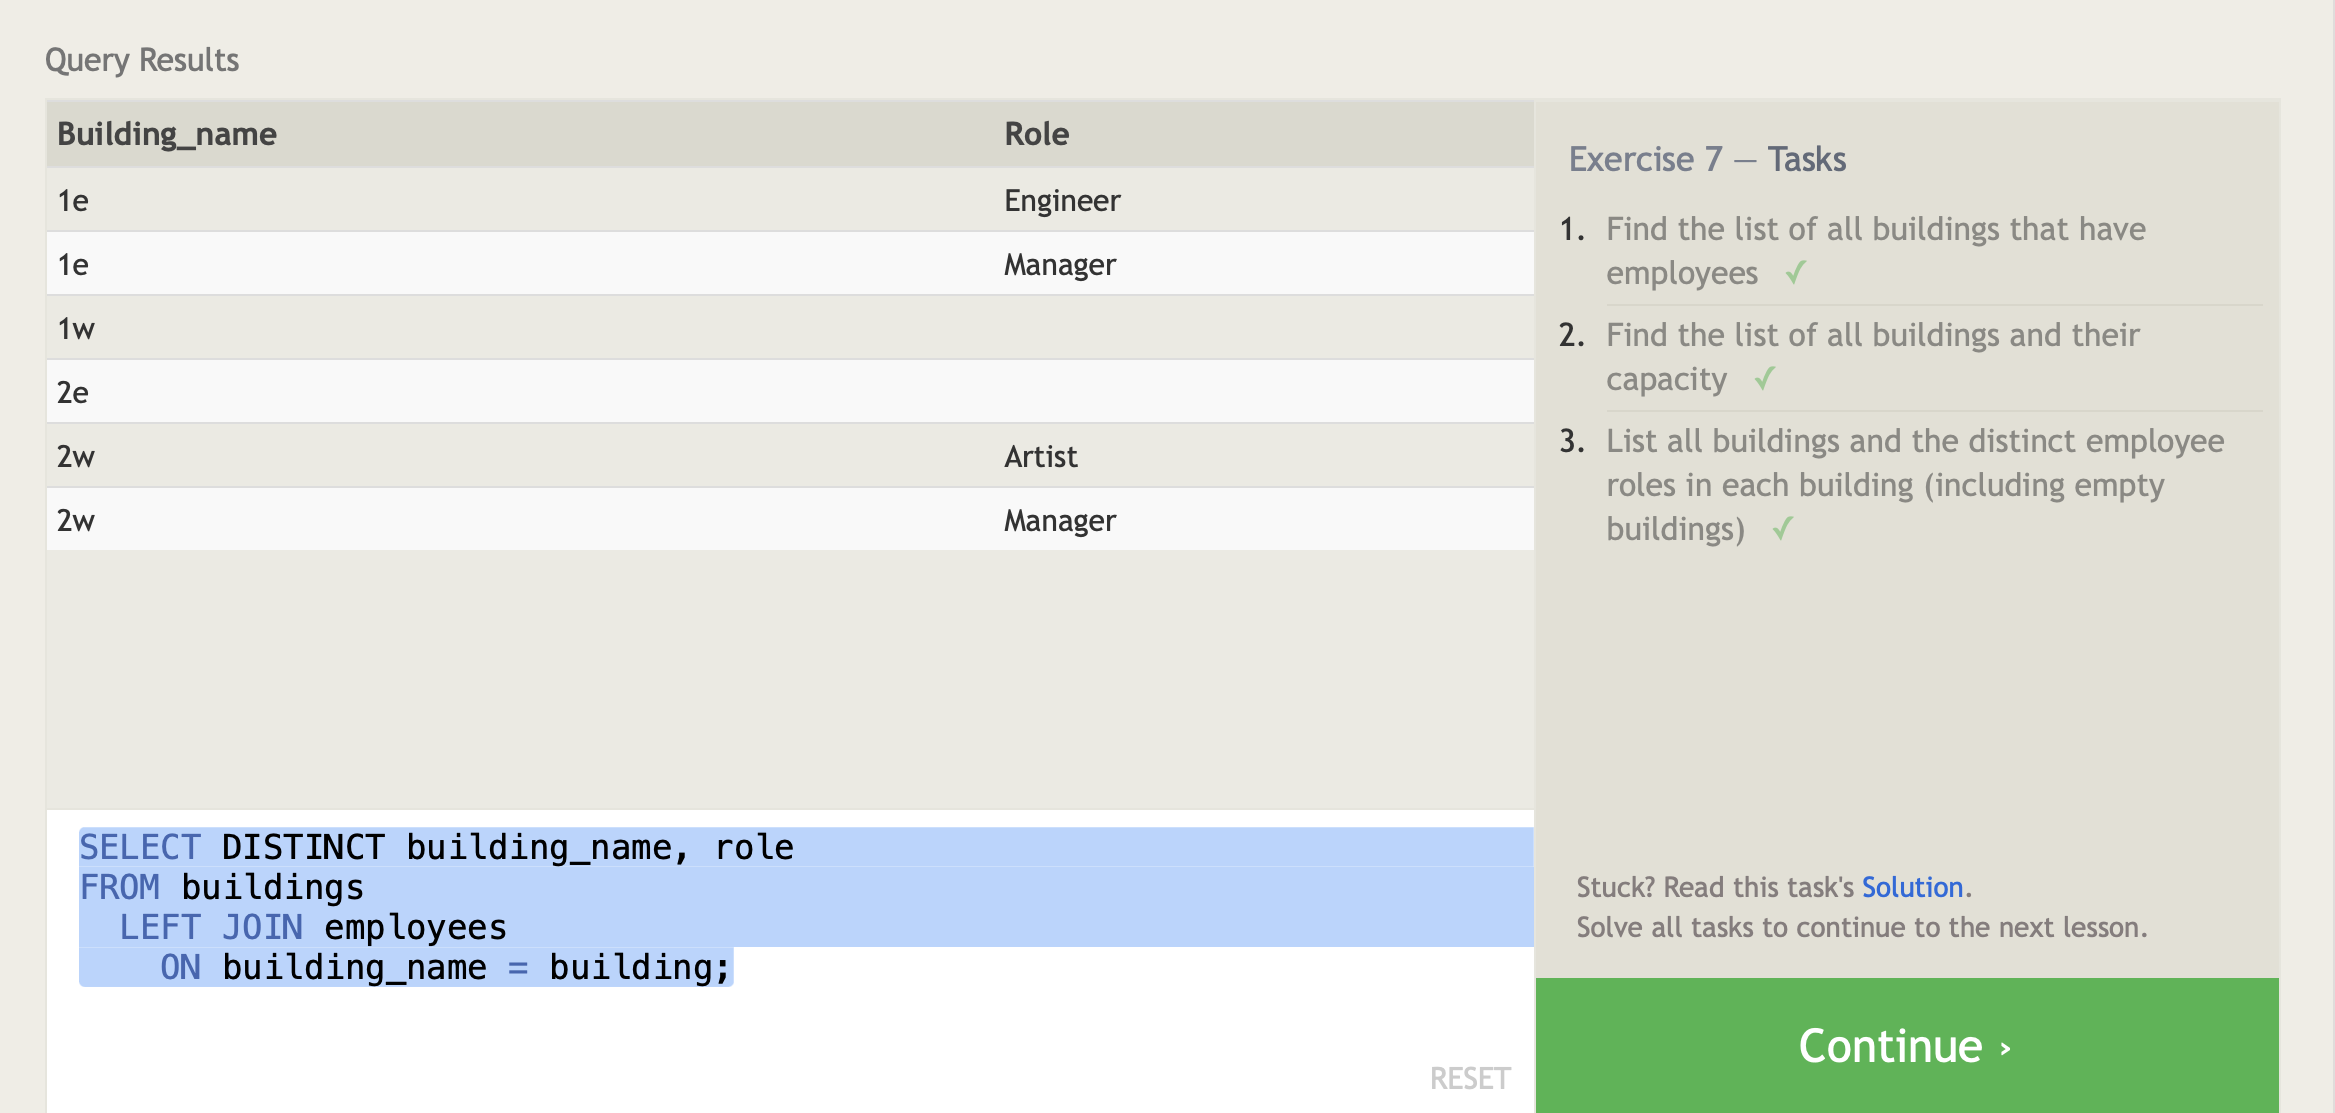 Query Results
Building_name Role
1e Engineer
1e Manager
1w
2e
2w Artist
2w Manager
SELECT DISTINCT building_name, role
FROM buildings
  LEFT JOIN employees
    ON building_name = building;
RESET
Exercise 7 — Tasks
1. Find the list of all buildings that have
employees ✓
2. Find the list of all buildings and their
capacity ✓
3. List all buildings and the distinct employee
roles in each building (including empty
buildings) ✓
Stuck? Read this task's Solution.
Solve all tasks to continue to the next lesson.
Continue ›